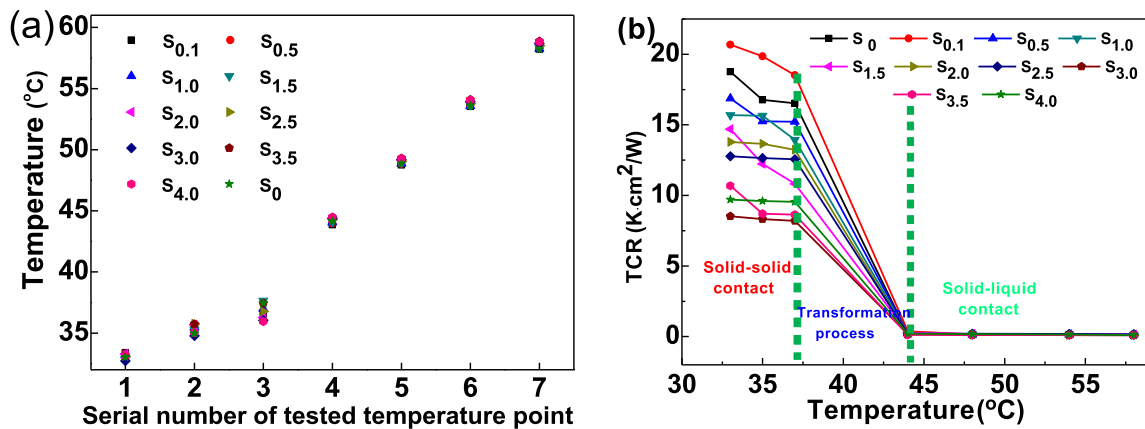 (a)
Temperature (°C)
60
55
50
45
40
35
S0.1 S0.5
S1.0 S1.5
S2.0 S2.5
S3.0 S3.5
S4.0 S0
1 2 3 4 5 6 7
Serial number of tested temperature point
(b)
TCR (K·cm²/W)
20
15
10
5
0
S0 S0.1 S0.5 S1.0
S1.5 S2.0 S2.5 S3.0
S3.5 S4.0
Solid-solid
contact
Transformation
process
Solid-liquid
contact
30 35 40 45 50 55
Temperature(°C)